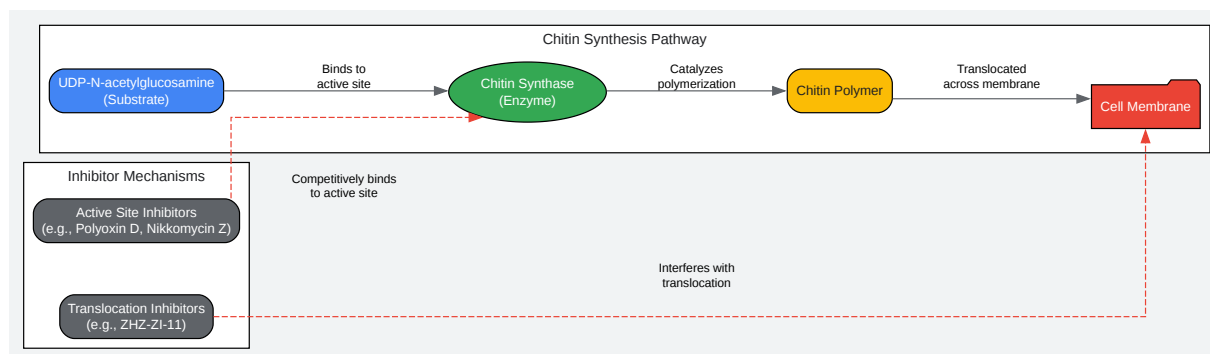 Chitin Synthesis Pathway
UDP-N-acetylglucosamine
(Substrate)
Binds to
active site
Chitin Synthase
(Enzyme)
Catalyzes
polymerization
Chitin Polymer
Translocated
across membrane
Cell Membrane
Inhibitor Mechanisms
Active Site Inhibitors
(e.g., Polyoxin D, Nikkomycin Z)
Competitively binds
to active site
Translocation Inhibitors
(e.g., ZHZ-ZI-11)
Interferes with
translocation